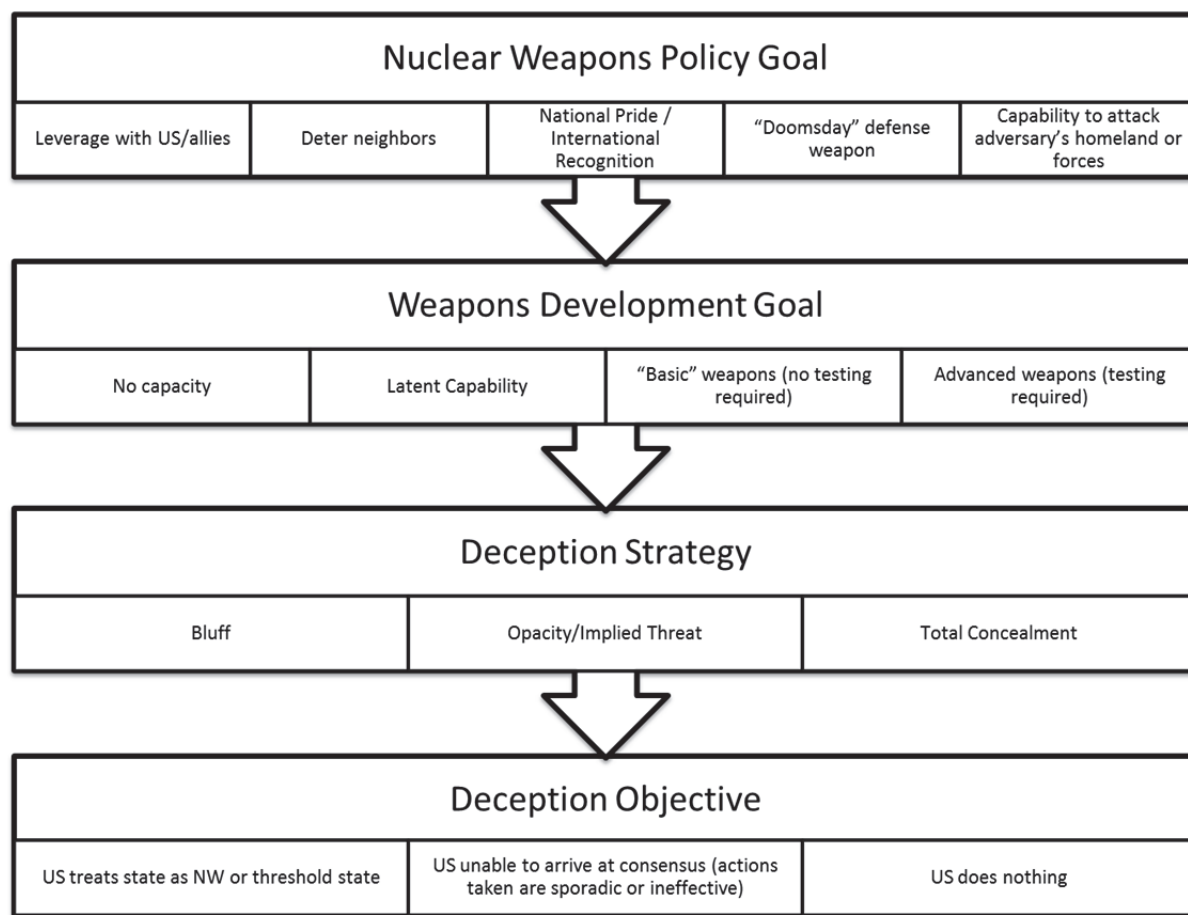 Nuclear Weapons Policy Goal
Leverage with US/allies
Deter neighbors
National Pride /
International
Recognition
“Doomsday” defense
weapon
Capability to attack
adversary’s homeland or
forces
Weapons Development Goal
No capacity
Latent Capability
“Basic” weapons (no testing
required)
Advanced weapons (testing
required)
Deception Strategy
Bluff
Opacity/Implied Threat
Total Concealment
Deception Objective
US treats state as NW or threshold state
US unable to arrive at consensus (actions
taken are sporadic or ineffective)
US does nothing